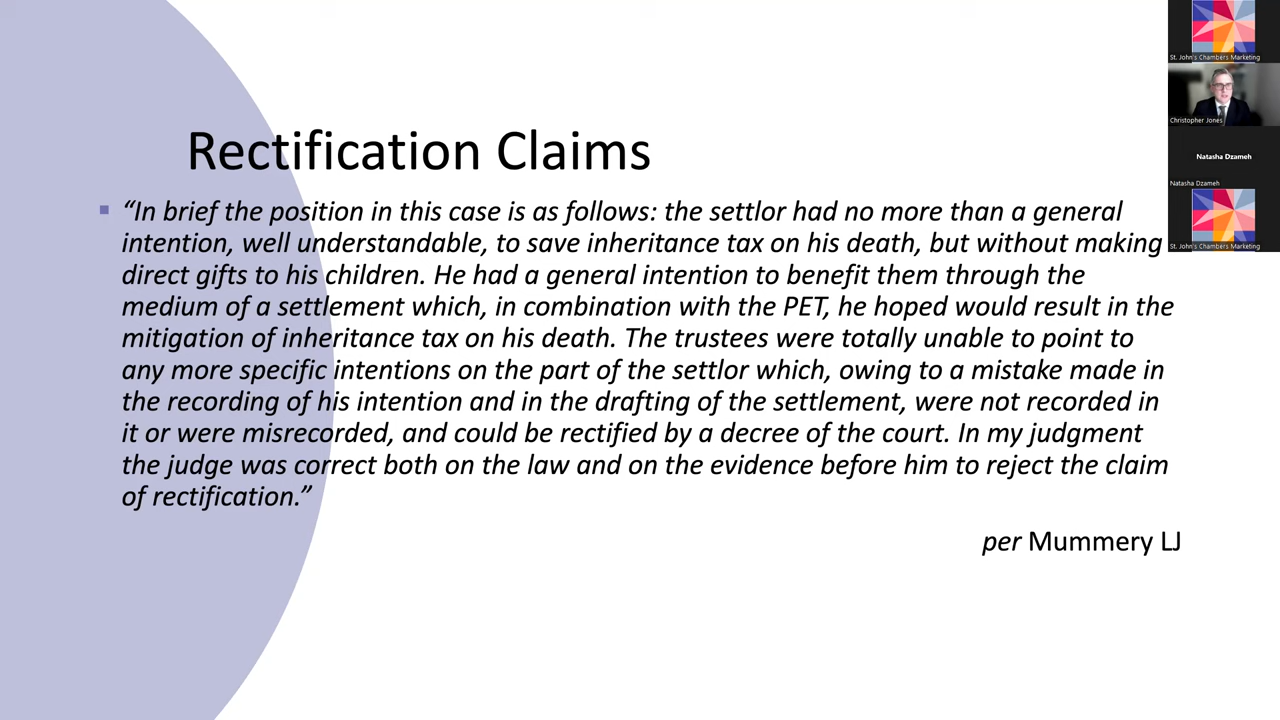 Rectification Claims
“In brief the position in this case is as follows: the settlor had no more than a general
intention, well understandable, to save inheritance tax on his death, but without making
direct gifts to his children. He had a general intention to benefit them through the
medium of a settlement which, in combination with the PET, he hoped would result in the
mitigation of inheritance tax on his death. The trustees were totally unable to point to
any more specific intentions on the part of the settlor which, owing to a mistake made in
the recording of his intention and in the drafting of the settlement, were not recorded in
it or were misrecorded, and could be rectified by a decree of the court. In my judgment
the judge was correct both on the law and on the evidence before him to reject the claim
of rectification.”
per Mummery LJ
St. John's Chambers Marketing
Christopher Jones
Natasha Dzameh
Natasha Dzameh
St. John's Chambers Marketing